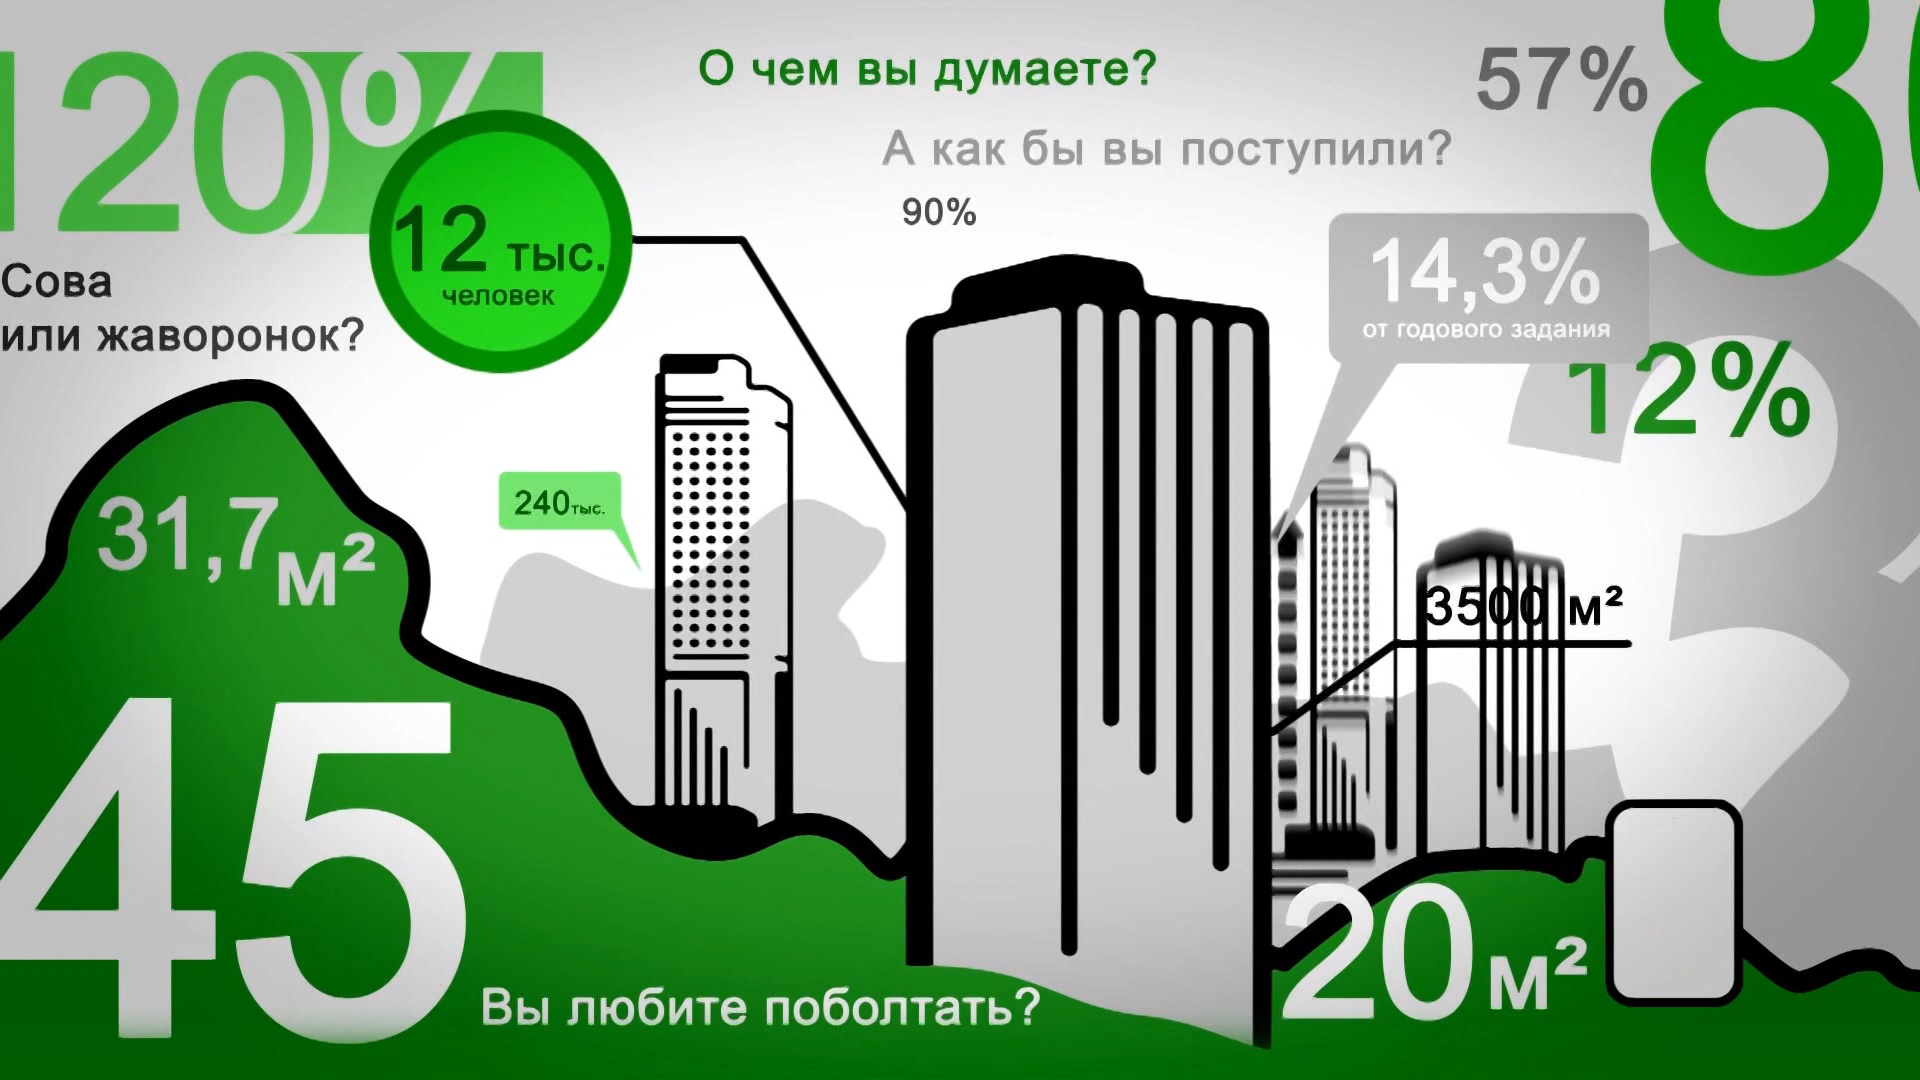 120%
О чем вы думаете?
57%
8
А как бы вы поступили?
90%
12 тыс.
человек
Сова
или жаворонок?
14,3%
от годового задания
12%
240тыс.
31,7м²
3500 м²
45
20м²
Вы любите поболтать?